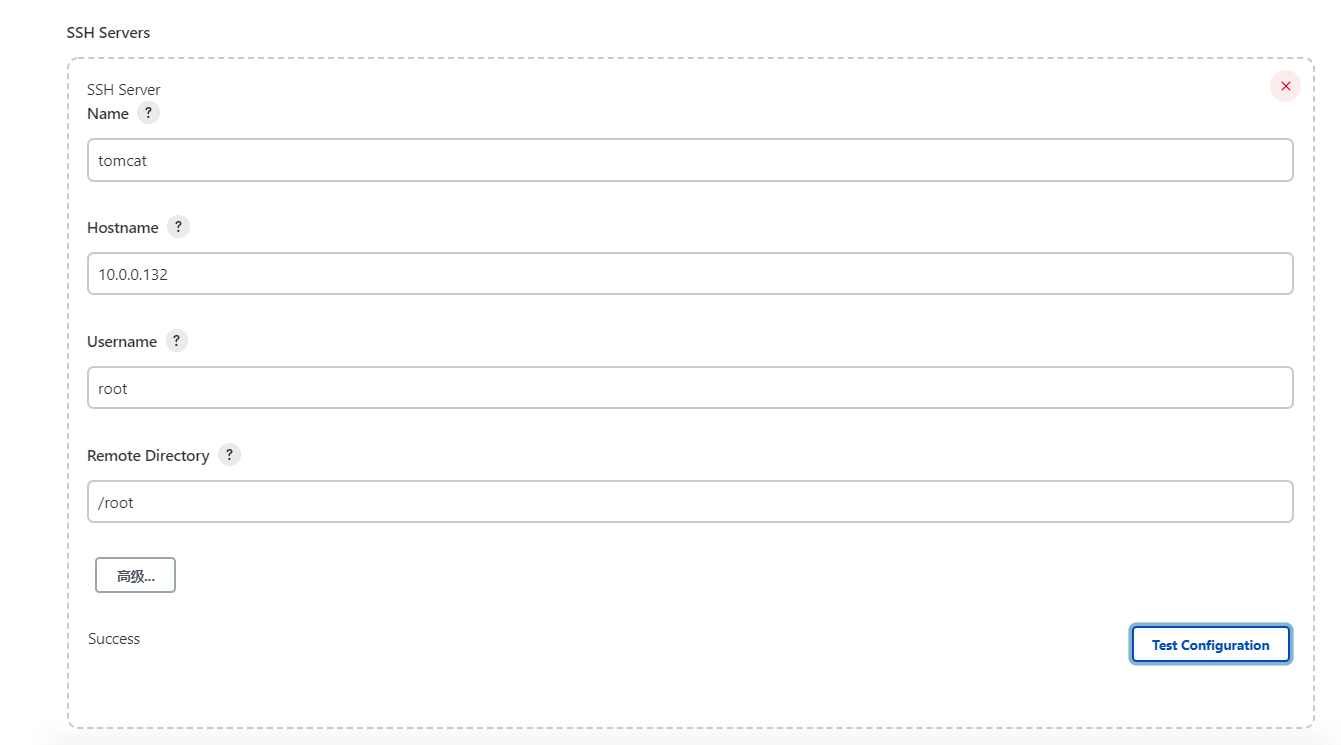 SSH Servers
SSH Server
Name ?
tomcat
Hostname ?
10.0.0.132
Username ?
root
Remote Directory ?
/root
高级...
Success
Test Configuration